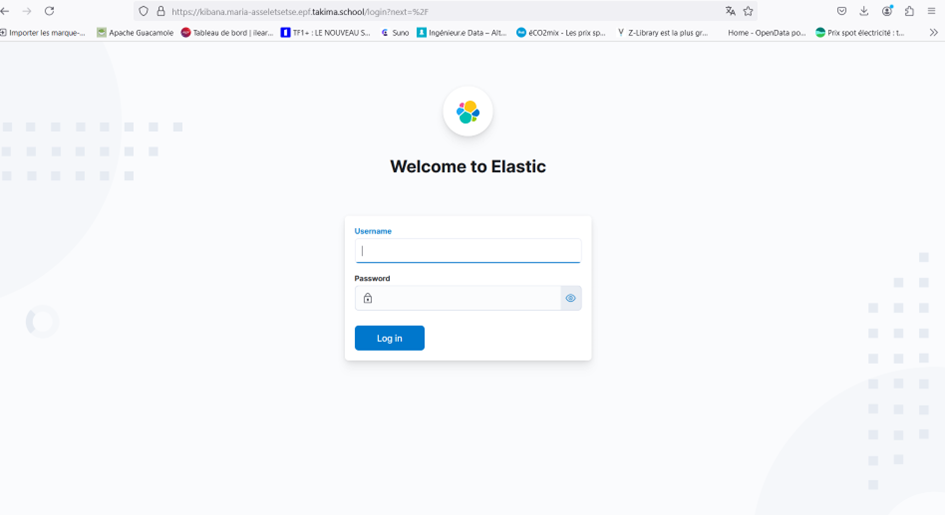 https://kibana.maria-asseletsetse.epf.takima.school/login?next=%2F
Importer les marque-... Apache Guacamole Tableau de bord | ilear... TF1+ : LE NOUVEAU S... Suno Ingénieur.e Data – Alt... éCO2mix - Les prix sp... Z-Library est la plus gr... Home - OpenData po... Prix spot électricité : t...
Welcome to Elastic
Username
Password
Log in